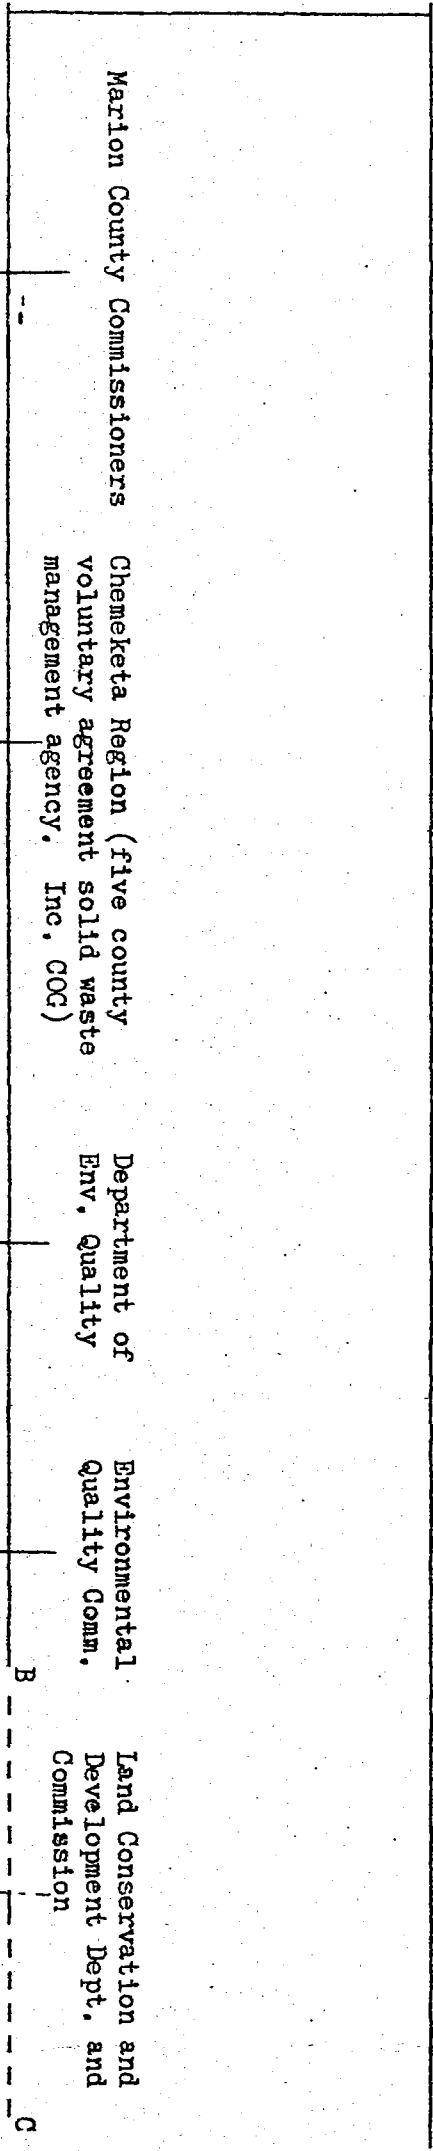 Marion County Commissioners
Chemeketa Region (five county
voluntary agreement solid waste
management agency. Inc. COG)
Department of
Env. Quality
Environmental
Quality Comm.
B
Land Conservation and
Development Dept. and
Commission
C